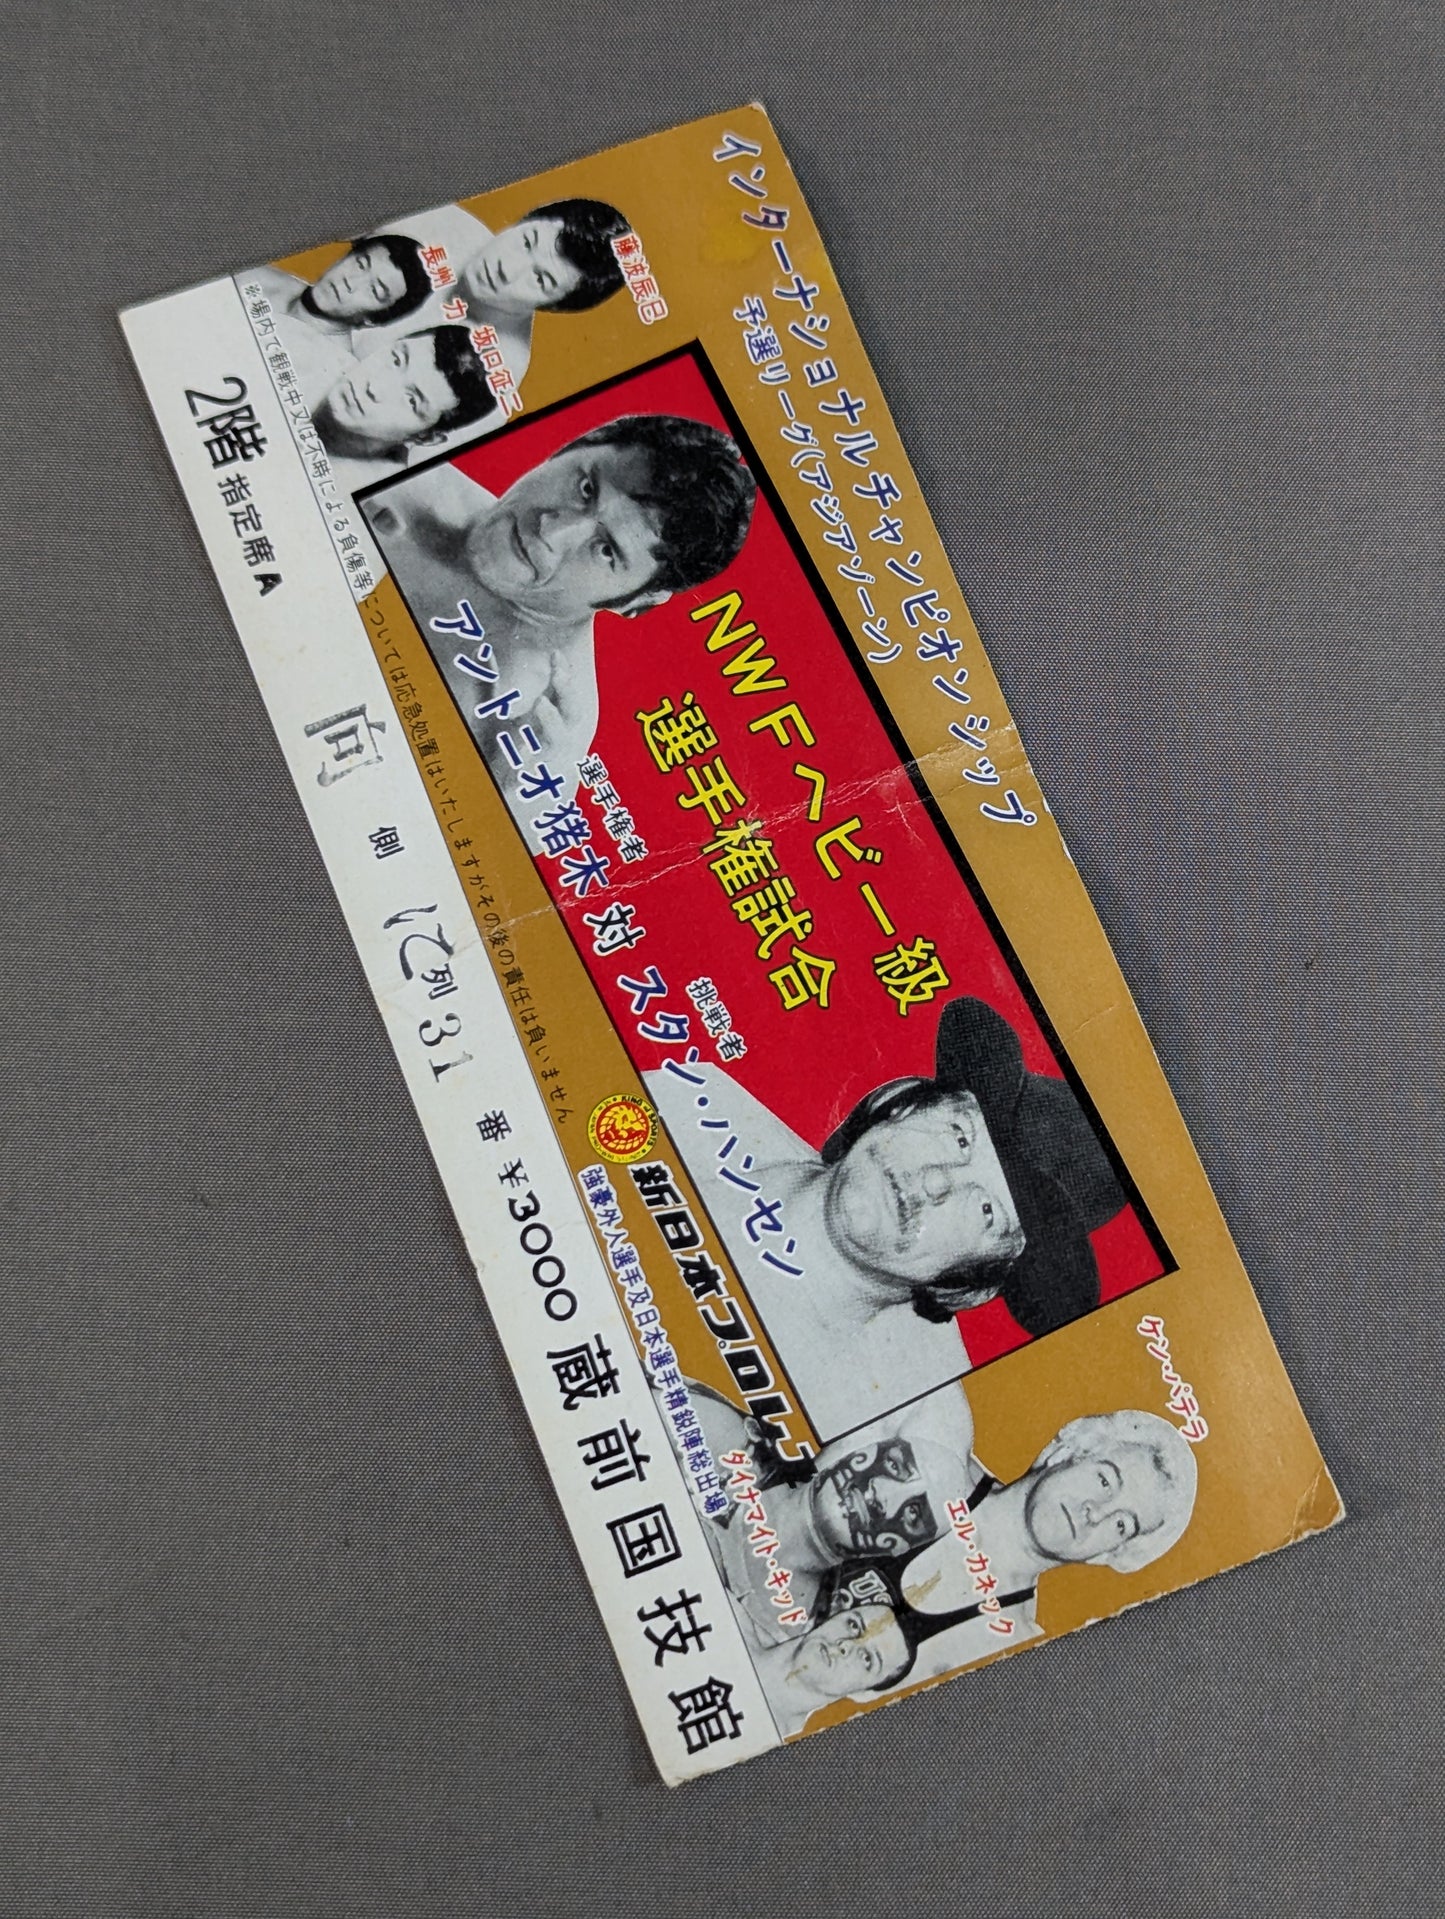 インターナショナルチャンピオンシップ
予選リーグ(アジアゾーン)
藤波辰巳
長州 力
坂口征二
NWFヘビー級
選手権試合
選手権者
アントニオ猪木 対 スタン・ハンセン
挑戦者
ケン・パテラ
エル・カネック
ダイナマイト・キッド
新日本プロレス
強豪外人選手及日本選手精鋭陣総出場
※場内で観戦中又は不時による負傷等については応急処置はいたしますがその後の責任は負いません
2階指定席A 向 側 に列 31 番 ¥3000 蔵前国技館